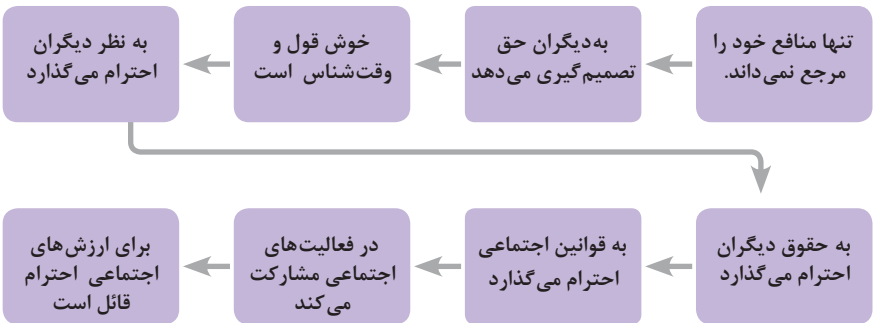 تنها منافع خود را
مرجع نمی‌داند.
به‌دیگران حق
تصمیم‌گیری می‌دهد
خوش قول و
وقت‌شناس است
به نظر دیگران
احترام می‌گذارد
به حقوق دیگران
احترام می‌گذارد
به قوانین اجتماعی
احترام می‌گذارد
در فعالیت‌های
اجتماعی مشارکت
می‌کند
برای ارزش‌های
اجتماعی احترام
قائل است